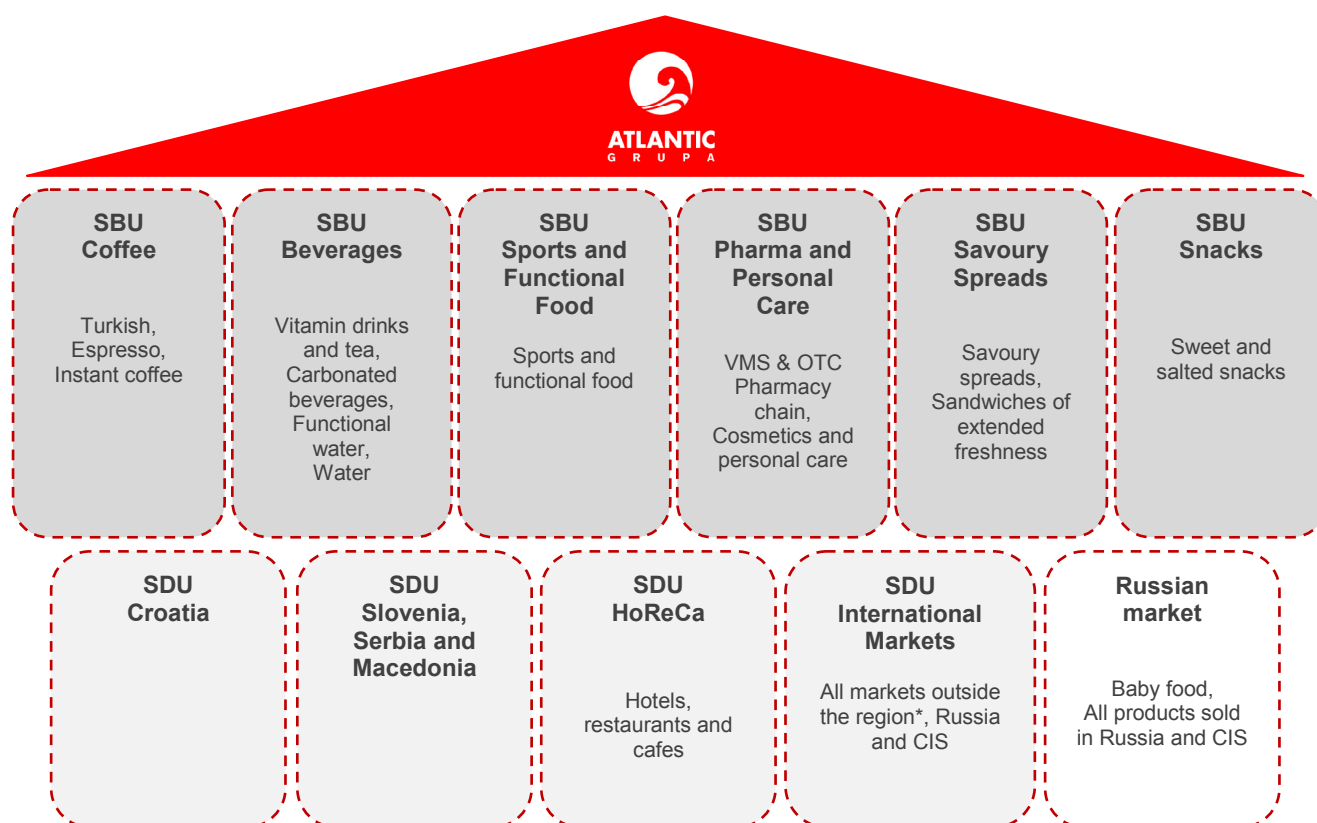 ATLANTIC
GRUPA
SBU
Coffee
Turkish,
Espresso,
Instant coffee
SBU
Beverages
Vitamin drinks
and tea,
Carbonated
beverages,
Functional
water,
Water
SBU
Sports and
Functional
Food
Sports and
functional food
SBU
Pharma and
Personal
Care
VMS & OTC
Pharmacy
chain,
Cosmetics and
personal care
SBU
Savoury
Spreads
Savoury
spreads,
Sandwiches of
extended
freshness
SBU
Snacks
Sweet and
salted snacks
SDU
Croatia
SDU
Slovenia,
Serbia and
Macedonia
SDU
HoReCa
Hotels,
restaurants and
cafes
SDU
International
Markets
All markets outside
the region*, Russia
and CIS
Russian
market
Baby food,
All products sold
in Russia and CIS